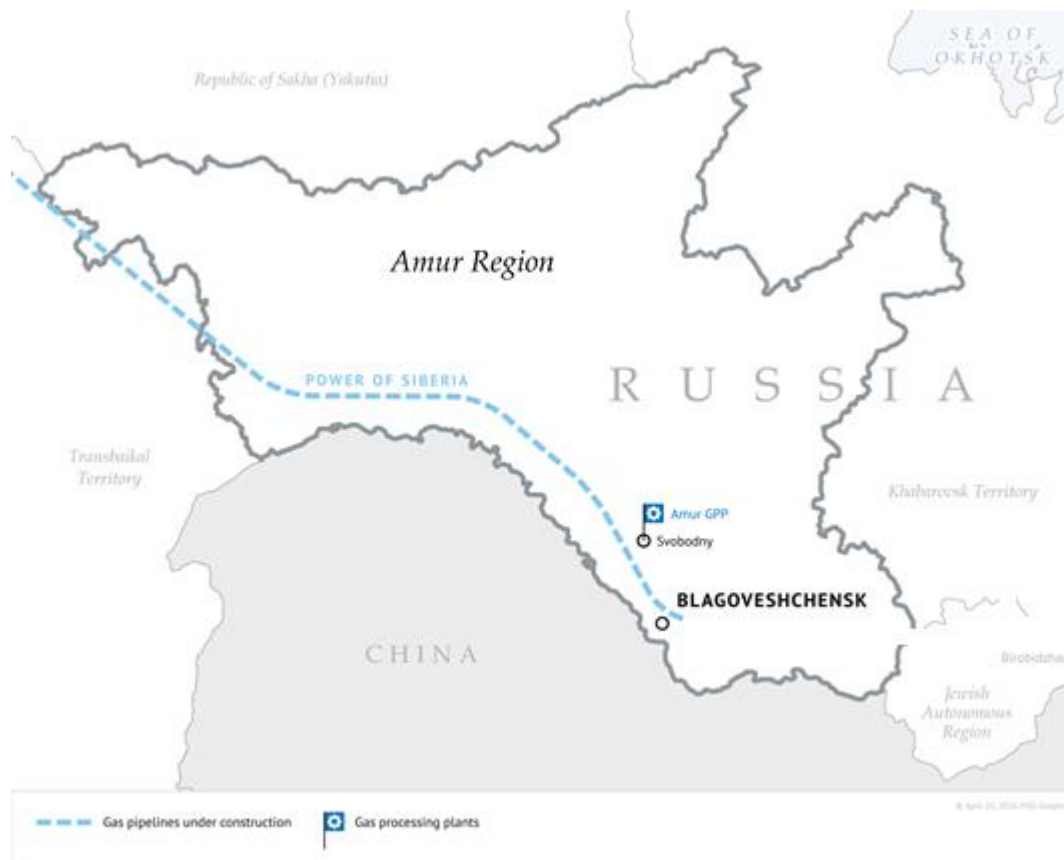 SEA OF
OKHOTSK
Republic of Sakha (Yakutia)
Amur Region
RUSSIA
POWER OF SIBERIA
Transbaikal
Territory
Khabarovsk Territory
Amur GPP
Svobodny
BLAGOVESHCHENSK
CHINA
Jewish
Autonomous
Region
Gas pipelines under construction
Gas processing plants